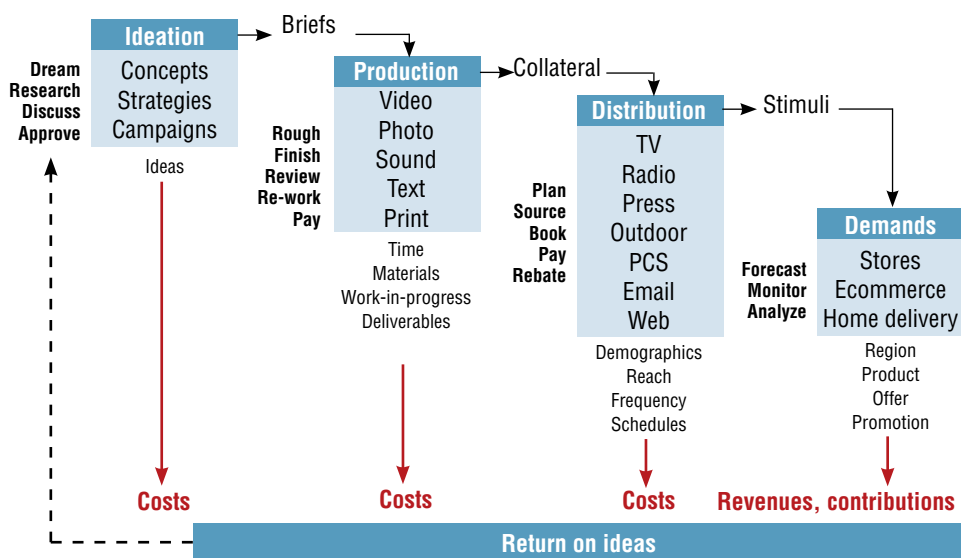 Ideation
Concepts
Strategies
Campaigns
Dream
Research
Discuss
Approve
Ideas
Costs
Briefs
Production
Video
Photo
Sound
Text
Print
Rough
Finish
Review
Re-work
Pay
Time
Materials
Work-in-progress
Deliverables
Costs
Collateral
Distribution
TV
Radio
Press
Outdoor
PCS
Email
Web
Plan
Source
Book
Pay
Rebate
Demographics
Reach
Frequency
Schedules
Costs
Stimuli
Demands
Stores
Ecommerce
Home delivery
Forecast
Monitor
Analyze
Region
Product
Offer
Promotion
Revenues, contributions
Return on ideas